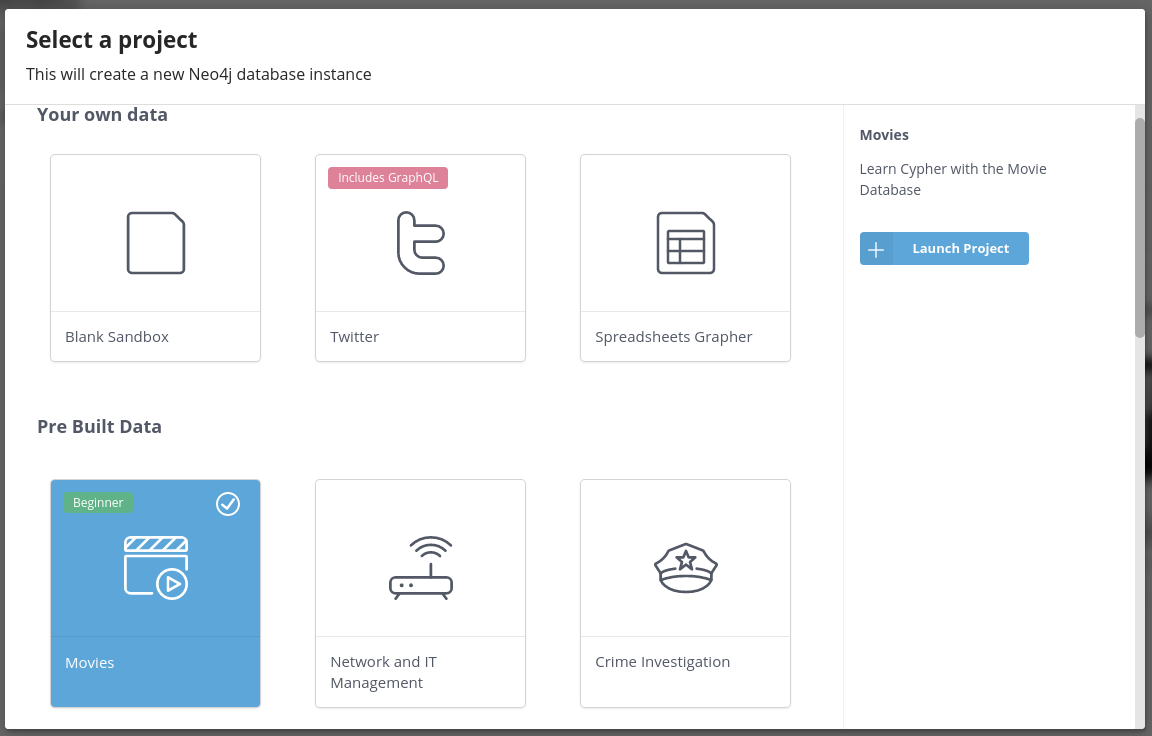 Select a project
This will create a new Neo4j database instance
Your own data
Includes GraphQL
Blank Sandbox
Twitter
Spreadsheets Grapher
Pre Built Data
Beginner
Movies
Network and IT
Management
Crime Investigation
Movies
Learn Cypher with the Movie
Database
Launch Project